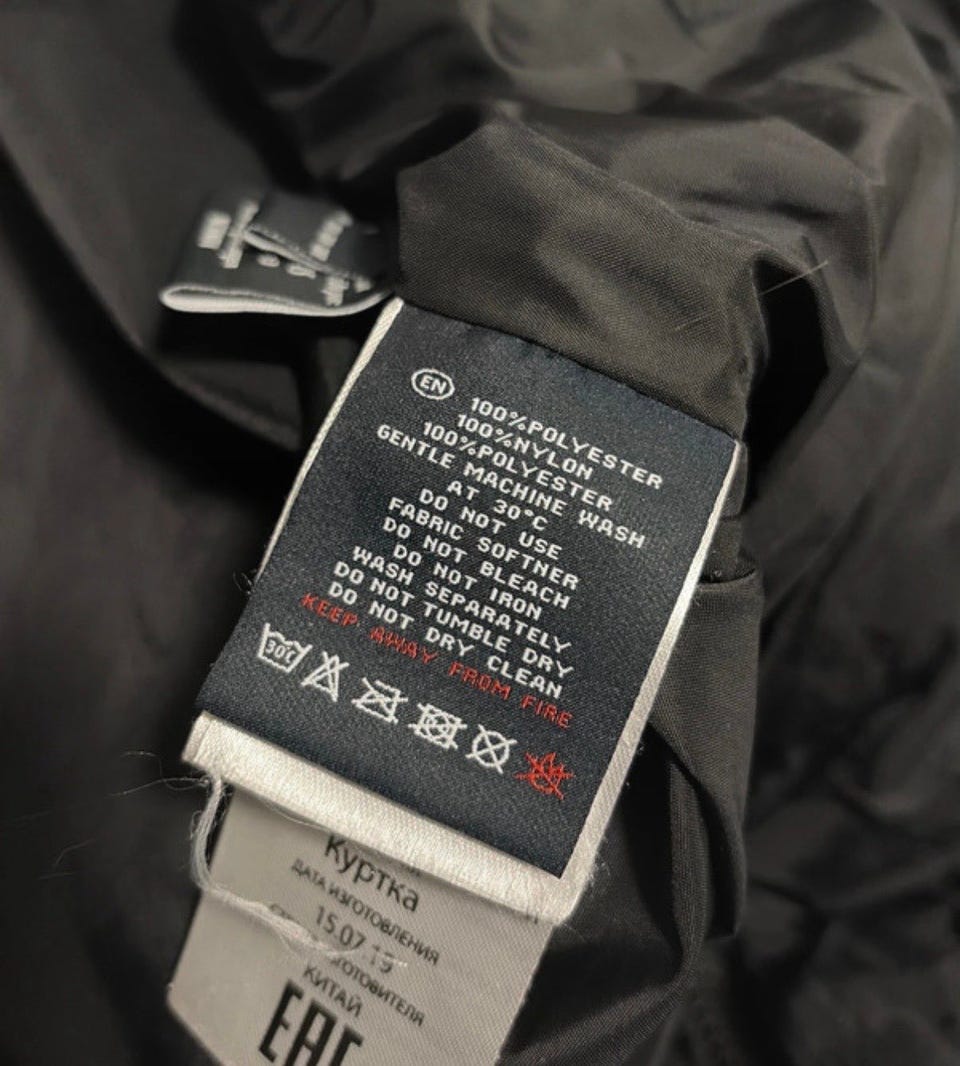 EN
100%POLYESTER
100%NYLON
100%POLYESTER
GENTLE MACHINE WASH
AT 30°C
DO NOT USE
FABRIC SOFTNER
DO NOT BLEACH
DO NOT IRON
WASH SEPARATELY
DO NOT TUMBLE DRY
DO NOT DRY CLEAN
KEEP AWAY FROM FIRE
30°C
Куртка
ДАТА ИЗГОТОВЛЕНИЯ
15.07.19
КИТАЙ
EAC